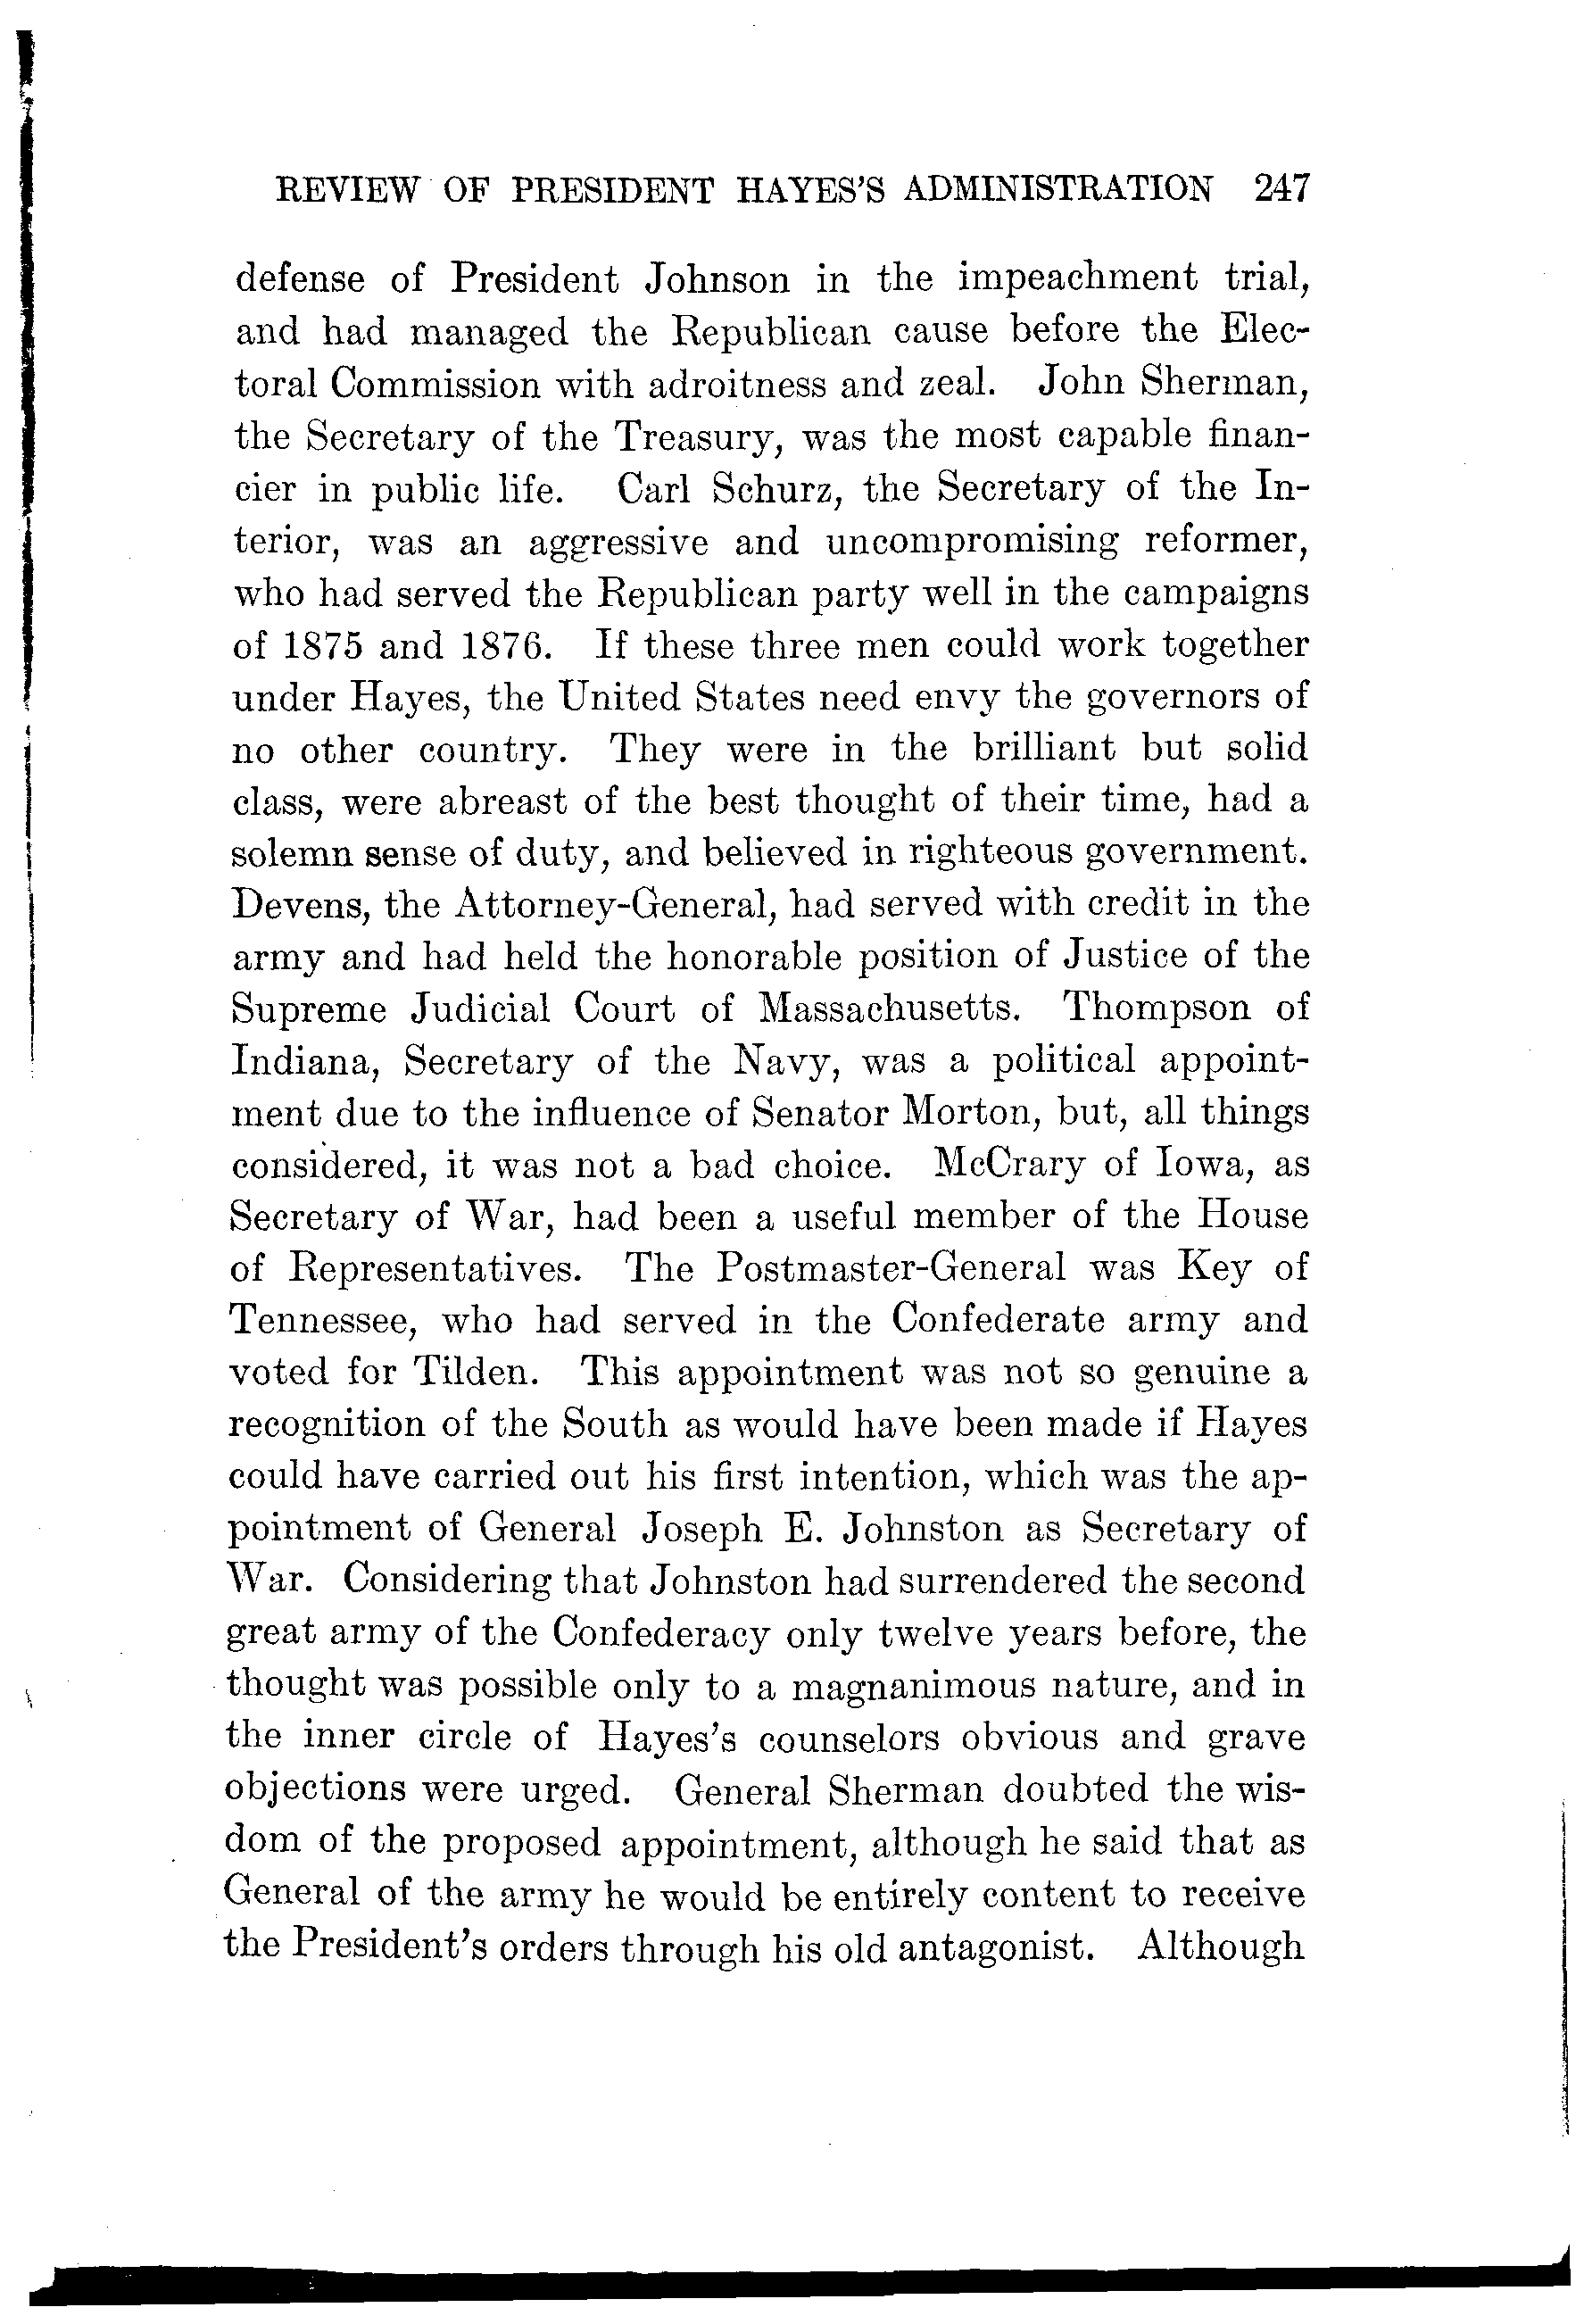 REVIEW OF PRESIDENT HAYES'S ADMINISTRATION 247
defense of President Johnson in the impeachment trial,
and had managed the Republican cause before the Elec-
toral Commission with adroitness and zeal. John Sherman,
the Secretary of the Treasury, was the most capable finan-
cier in public life. Carl Schurz, the Secretary of the In-
terior, was an aggressive and uncompromising reformer,
who had served the Republican party well in the campaigns
of 1875 and 1876. If these three men could work together
under Hayes, the United States need envy the governors of
no other country. They were in the brilliant but solid
class, were abreast of the best thought of their time, had a
solemn sense of duty, and believed in righteous government.
Devens, the Attorney-General, had served with credit in the
army and had held the honorable position of Justice of the
Supreme Judicial Court of Massachusetts. Thompson of
Indiana, Secretary of the Navy, was a political appoint-
ment due to the influence of Senator Morton, but, all things
considered, it was not a bad choice. McCrary of Iowa, as
Secretary of War, had been a useful member of the House
of Representatives. The Postmaster-General was Key of
Tennessee, who had served in the Confederate army and
voted for Tilden. This appointment was not so genuine a
recognition of the South as would have been made if Hayes
could have carried out his first intention, which was the ap-
pointment of General Joseph E. Johnston as Secretary of
War. Considering that Johnston had surrendered the second
great army of the Confederacy only twelve years before, the
thought was possible only to a magnanimous nature, and in
the inner circle of Hayes's counselors obvious and grave
objections were urged. General Sherman doubted the wis-
dom of the proposed appointment, although he said that as
General of the army he would be entirely content to receive
the President's orders through his old antagonist. Although